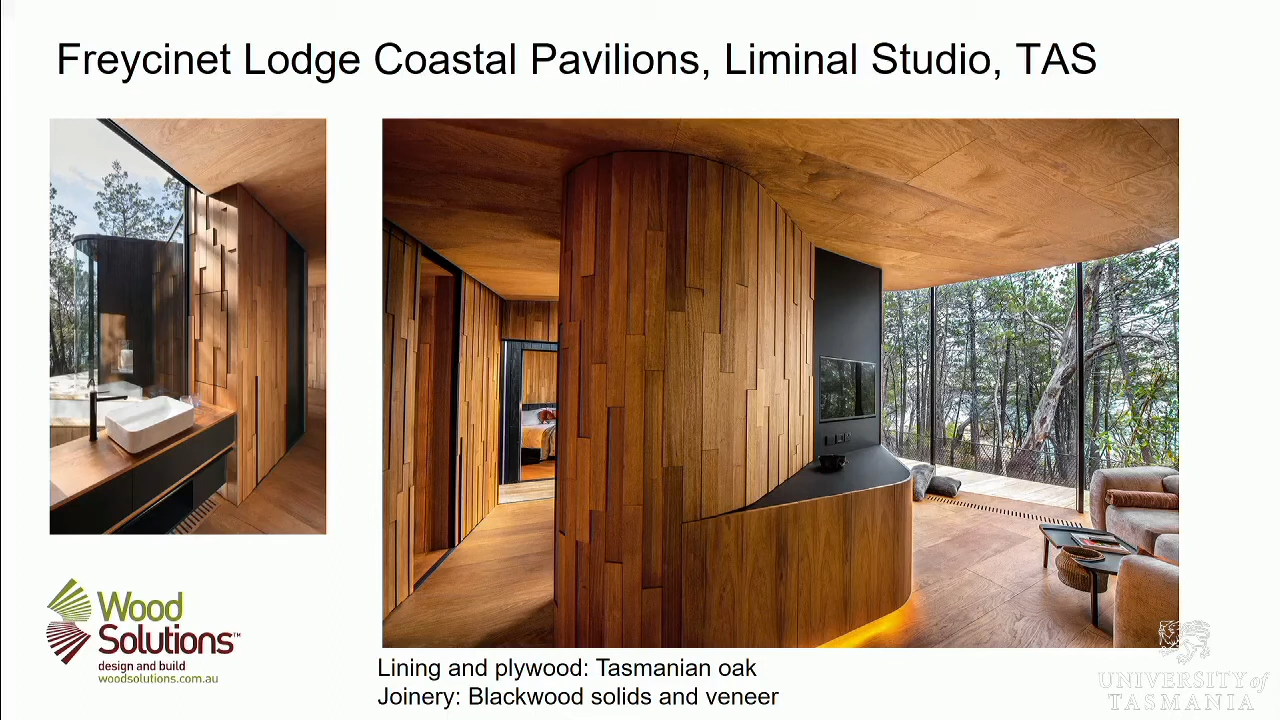 Freycinet Lodge Coastal Pavilions, Liminal Studio, TAS
Wood
Solutions™
design and build
woodsolutions.com.au
Lining and plywood: Tasmanian oak
Joinery: Blackwood solids and veneer
UNIVERSITY of
TASMANIA